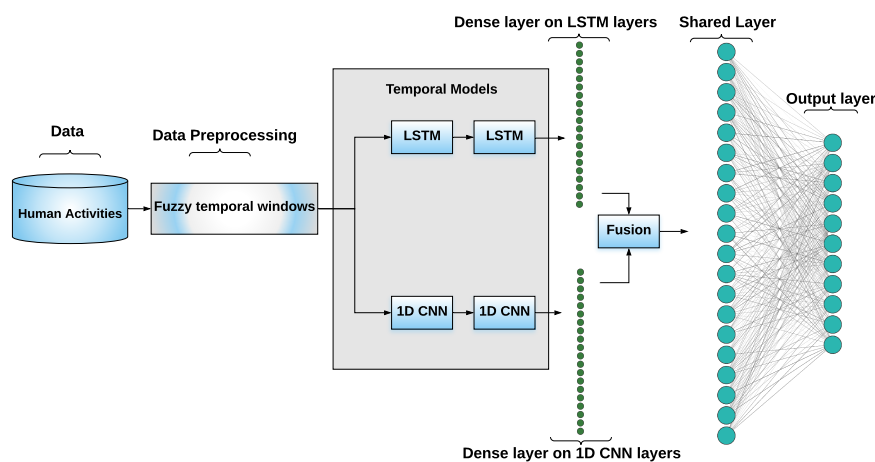 Dense layer on LSTM layers
Shared Layer
Temporal Models
Output layer
Data
Data Preprocessing
LSTM
LSTM
Human Activities
Fuzzy temporal windows
Fusion
1D CNN
1D CNN
Dense layer on 1D CNN layers